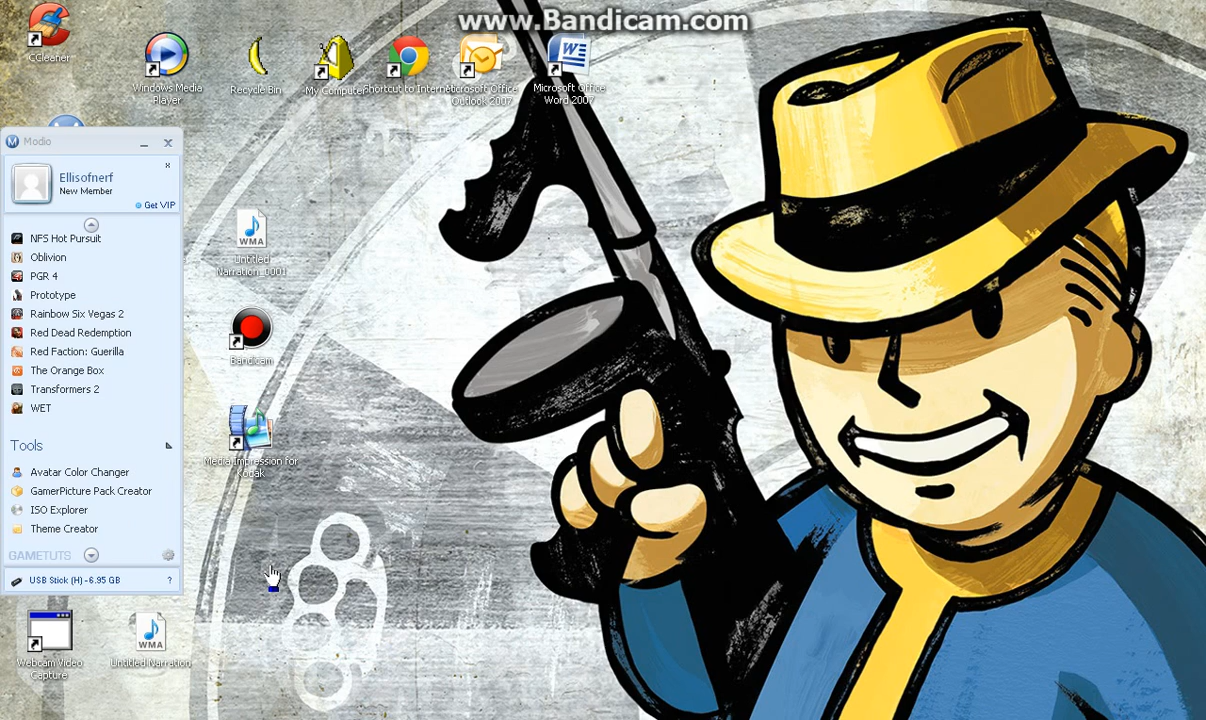 www.Bandicam.com
CCleaner
Windows Media
Player
Recycle Bin
My Computer
Shortcut to Internet
Microsoft Office
Outlook 2007
Microsoft Office
Word 2007
Modio
Ellisofnerf
New Member
Get VIP
NFS Hot Pursuit
Oblivion
PGR 4
Prototype
Rainbow Six Vegas 2
Red Dead Redemption
Red Faction: Guerilla
The Orange Box
Transformers 2
WET
Tools
Avatar Color Changer
GamerPicture Pack Creator
ISO Explorer
Theme Creator
GAMETUTS
USB Stick (H) -6.95 GB
?
WMA
Untitled
Narration_0001
Bandicam
Media Impression for
Kodak
Webcam Video
Capture
WMA
Untitled Narration